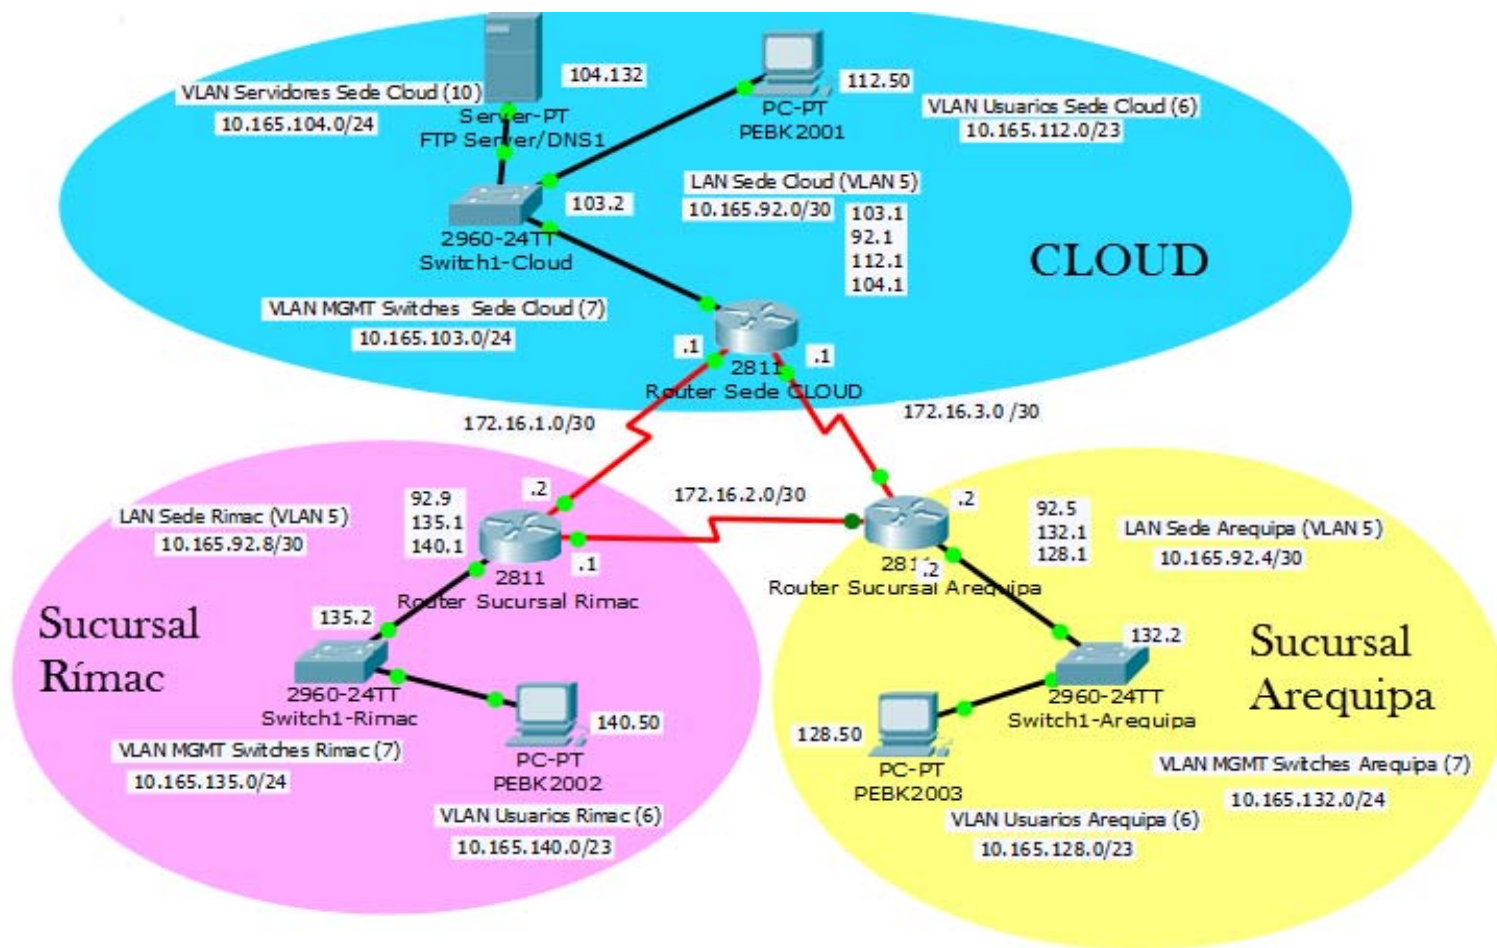 104.132
VLAN Servidores Sede Cloud (10)
10.165.104.0/24
Server-PT
FTP Server/DNS1
112.50
PC-PT
PEBK2001
VLAN Usuarios Sede Cloud (6)
10.165.112.0/23
LAN Sede Cloud (VLAN 5)
10.165.92.0/30
103.2
2960-24TT
Switch1-Cloud
103.1
92.1
112.1
104.1
CLOUD
VLAN MGMT Switches Sede Cloud (7)
10.165.103.0/24
.1
.1
2811
Router Sede CLOUD
172.16.1.0/30
172.16.3.0 /30
172.16.2.0/30
LAN Sede Rimac (VLAN 5)
10.165.92.8/30
92.9
135.1
140.1
.2
.1
2811
Router Sucursal Rimac
Sucursal
Rímac
135.2
2960-24TT
Switch1-Rimac
140.50
PC-PT
PEBK2002
VLAN MGMT Switches Rimac (7)
10.165.135.0/24
VLAN Usuarios Rimac (6)
10.165.140.0/23
.2
92.5
132.1
128.1
LAN Sede Arequipa (VLAN 5)
10.165.92.4/30
2811
.2
Router Sucursal Arequipa
132.2
Sucursal
Arequipa
2960-24TT
Switch1-Arequipa
128.50
PC-PT
PEBK2003
VLAN MGMT Switches Arequipa (7)
10.165.132.0/24
VLAN Usuarios Arequipa (6)
10.165.128.0/23